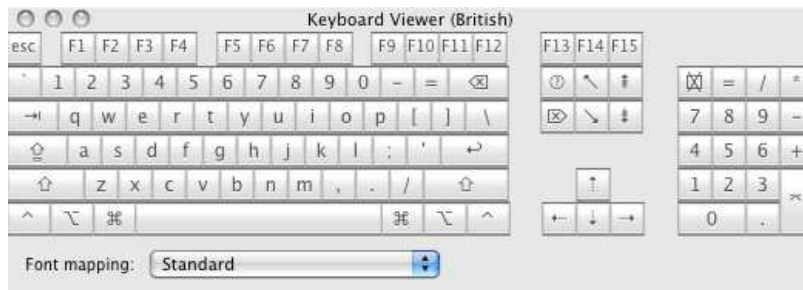 Keyboard Viewer (British)
esc F1 F2 F3 F4 F5 F6 F7 F8 F9 F10 F11 F12 F13 F14 F15
` 1 2 3 4 5 6 7 8 9 0 - = ⌫ ? ↖ ⇞ ⌧ = / *
⇥ q w e r t y u i o p [ ] \ ⌦ ↘ ⇟ 7 8 9 -
⇪ a s d f g h j k l ; ' ↩ 4 5 6 +
⇧ z x c v b n m , . / ⇧ ↑ 1 2 3 ⌤
^ ⌥ ⌘ ⌘ ⌥ ^ ← ↓ → 0 .
Font mapping: Standard